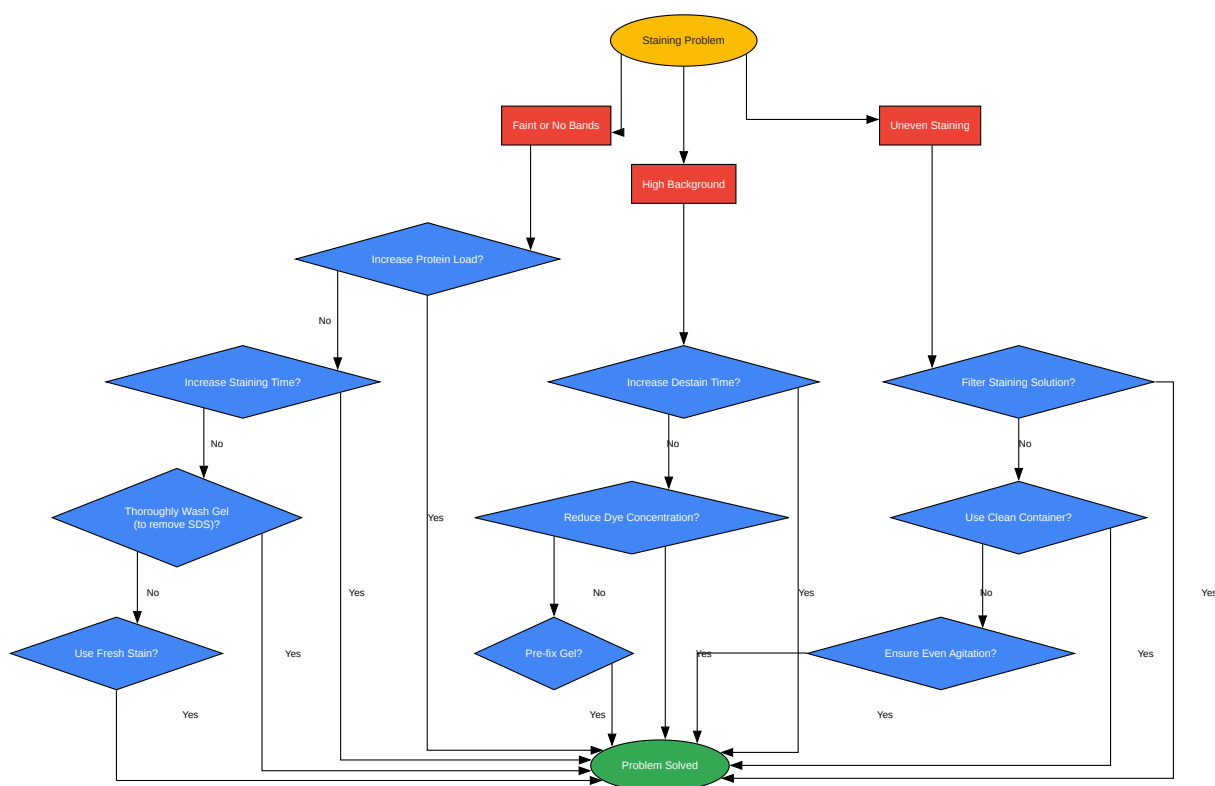 Staining Problem
Faint or No Bands
Uneven Staining
High Background
Increase Protein Load?
No
Increase Staining Time?
Increase Destain Time?
Filter Staining Solution?
No
No
No
Thoroughly Wash Gel
(to remove SDS)?
Yes
Reduce Dye Concentration?
Use Clean Container?
No
Yes
No
Yes
No
Yes
Use Fresh Stain?
Yes
Pre-fix Gel?
Yes
Ensure Even Agitation?
Yes
Yes
Yes
Yes
Problem Solved